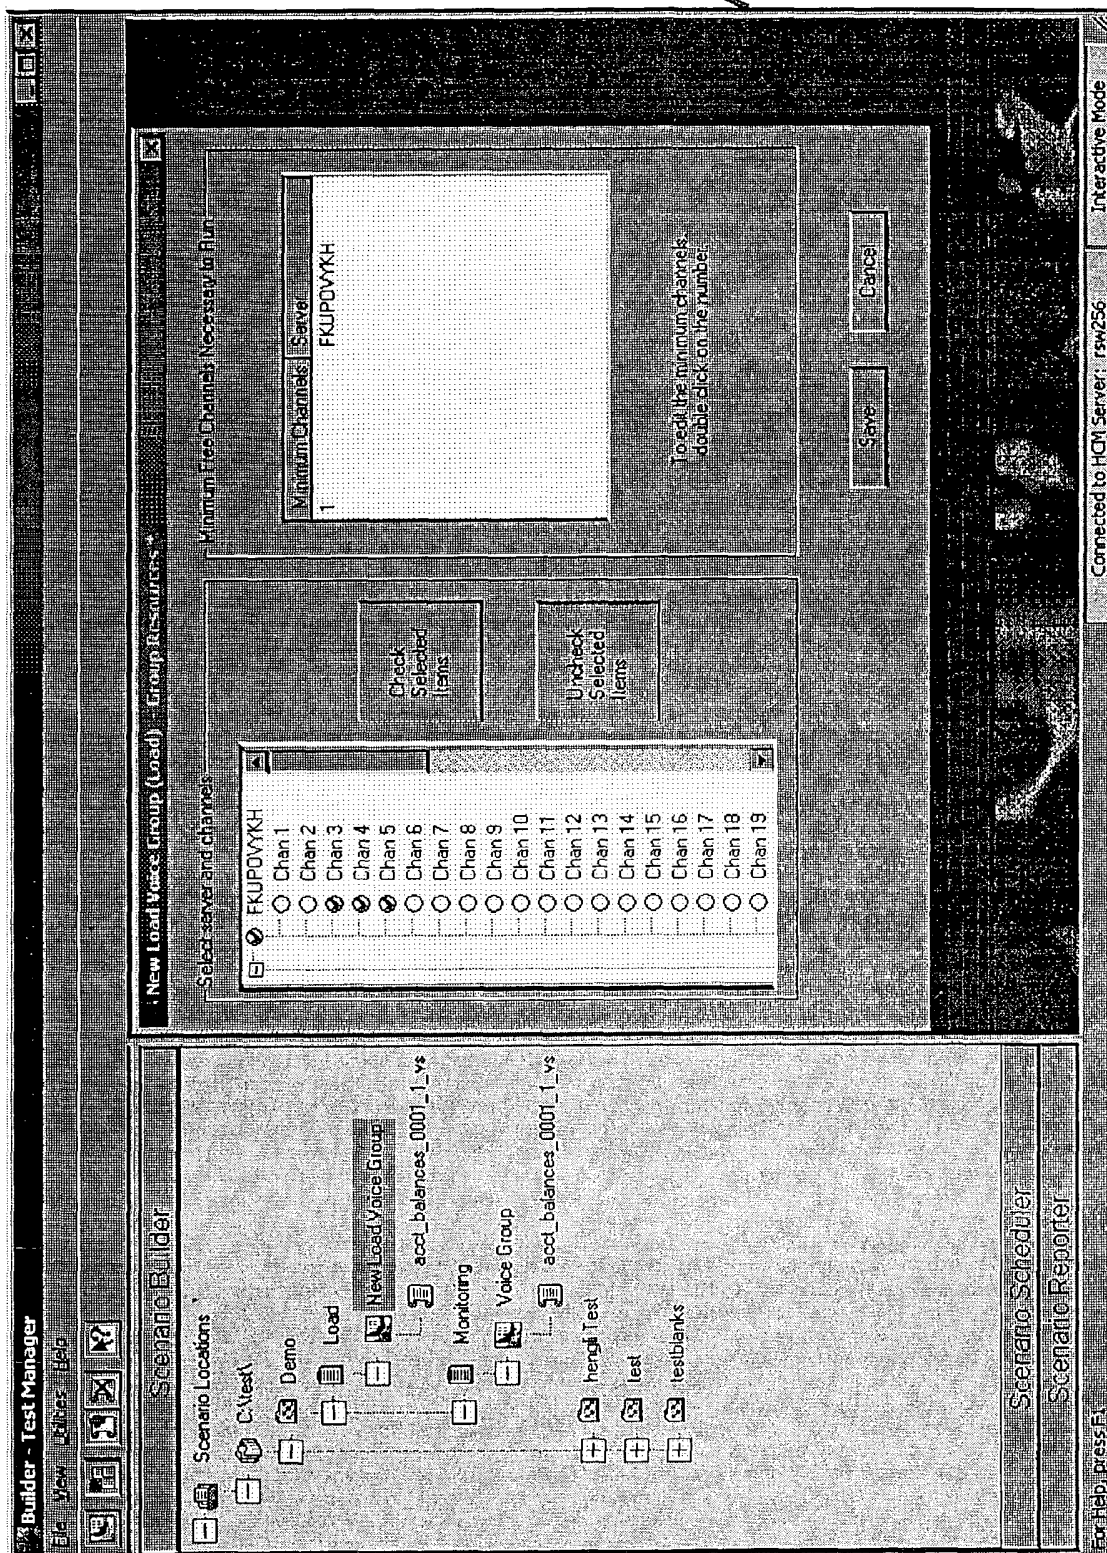 Builder - Test Manager
File View Utilities Help
Scenario Builder
Scenario Locations
C:\test\
Demo
Load
New Load Voice Group
acct_balances_0001_1_vs
Monitoring
Voice Group
acct_balances_0001_1_vs
hengli Test
test
testblanks
Scenario Scheduler
Scenario Reporter
New Load Voice Group (Load) - Group Resources *
Select server and channels
FKUPOVYKH
Chan 1
Chan 2
Chan 3
Chan 4
Chan 5
Chan 6
Chan 7
Chan 8
Chan 9
Chan 10
Chan 11
Chan 12
Chan 13
Chan 14
Chan 15
Chan 16
Chan 17
Chan 18
Chan 19
Check
Selected
Items
Uncheck
Selected
Items
Minimum Free Channels Necessary to Run
Minimum Channels Server
1 FKUPOVYKH
To edit the minimum channels,
double click on the number.
Save Cancel
For Help, press F1 Connected to HCM Server: rsw256 Interactive Mode